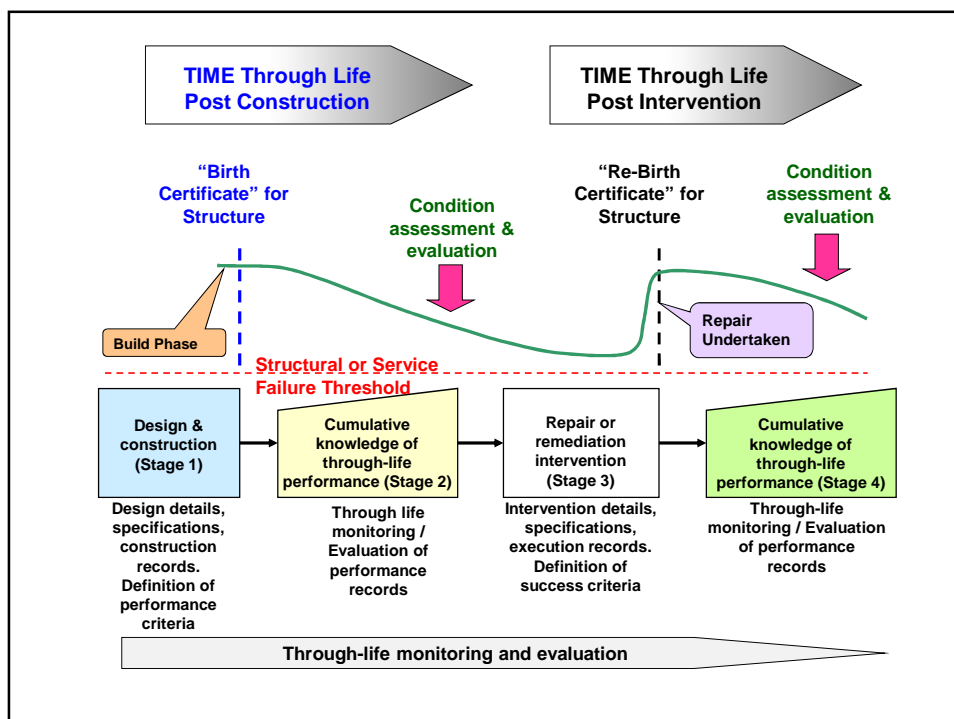 TIME Through Life
Post Construction
TIME Through Life
Post Intervention
“Birth
Certificate” for
Structure
Condition
assessment &
evaluation
“Re-Birth
Certificate” for
Structure
Condition
assessment &
evaluation
Build Phase
Repair
Undertaken
Structural or Service
Failure Threshold
Design &
construction
(Stage 1)
Cumulative
knowledge of
through-life
performance (Stage 2)
Repair or
remediation
intervention
(Stage 3)
Cumulative
knowledge of
through-life
performance (Stage 4)
Design details,
specifications,
construction
records.
Definition of
performance
criteria
Through life
monitoring /
Evaluation of
performance
records
Intervention details,
specifications,
execution records.
Definition of
success criteria
Through-life
monitoring / Evaluation
of performance
records
Through-life monitoring and evaluation